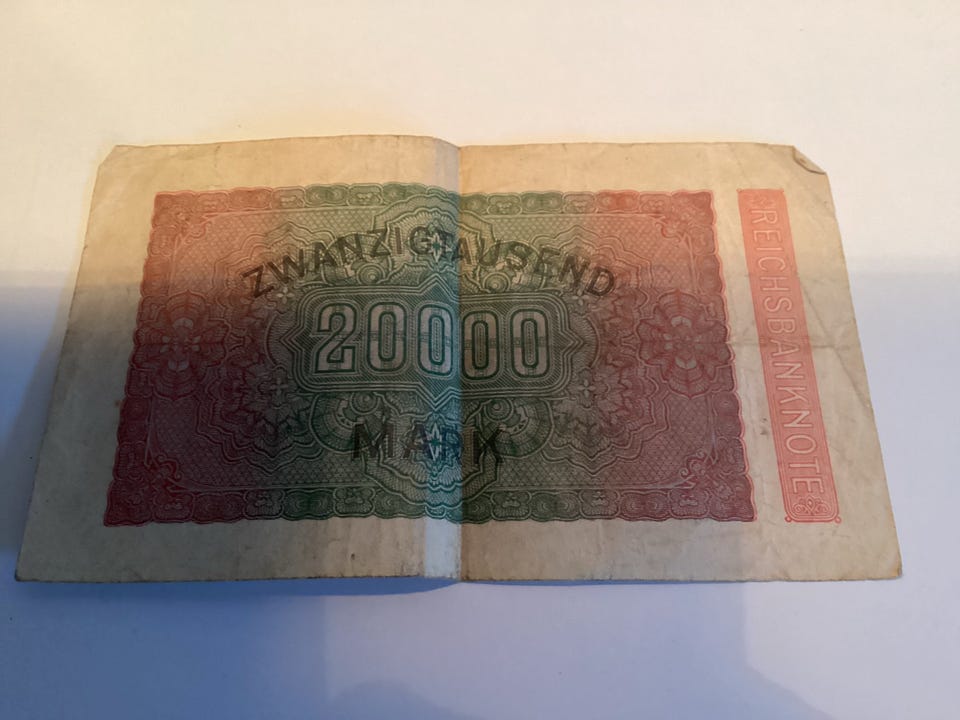 ZWANZIGTAUSEND
20000
MARK
REICHSBANKNOTE